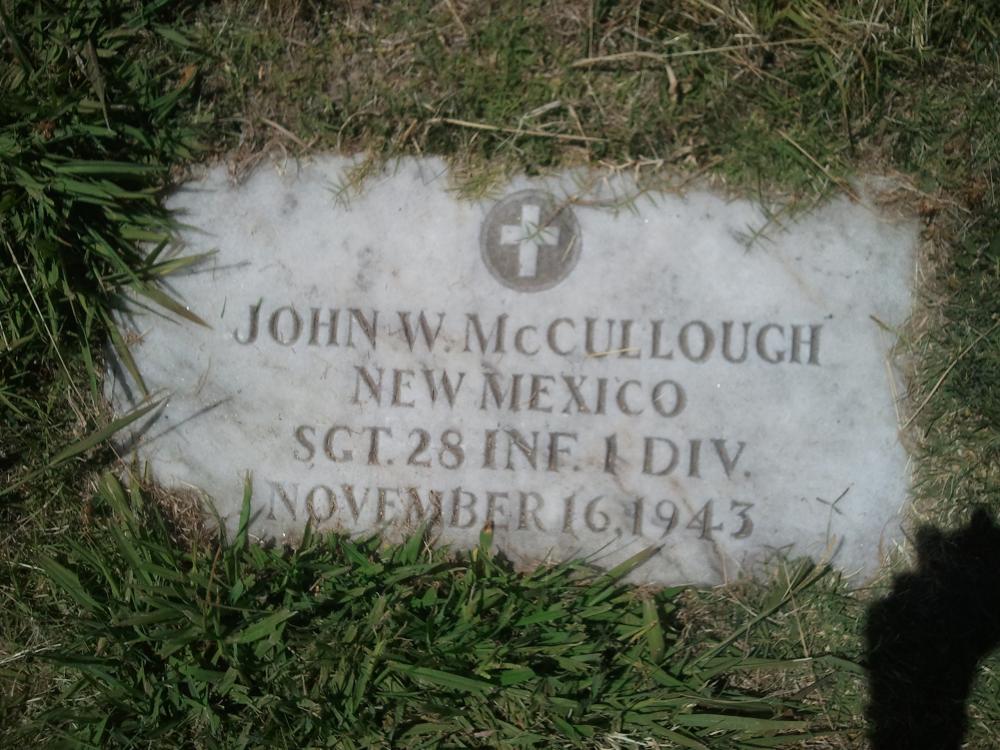 JOHN W. McCULLOUGH
NEW MEXICO
SGT. 28 INF. 1 DIV.
NOVEMBER 16, 1943